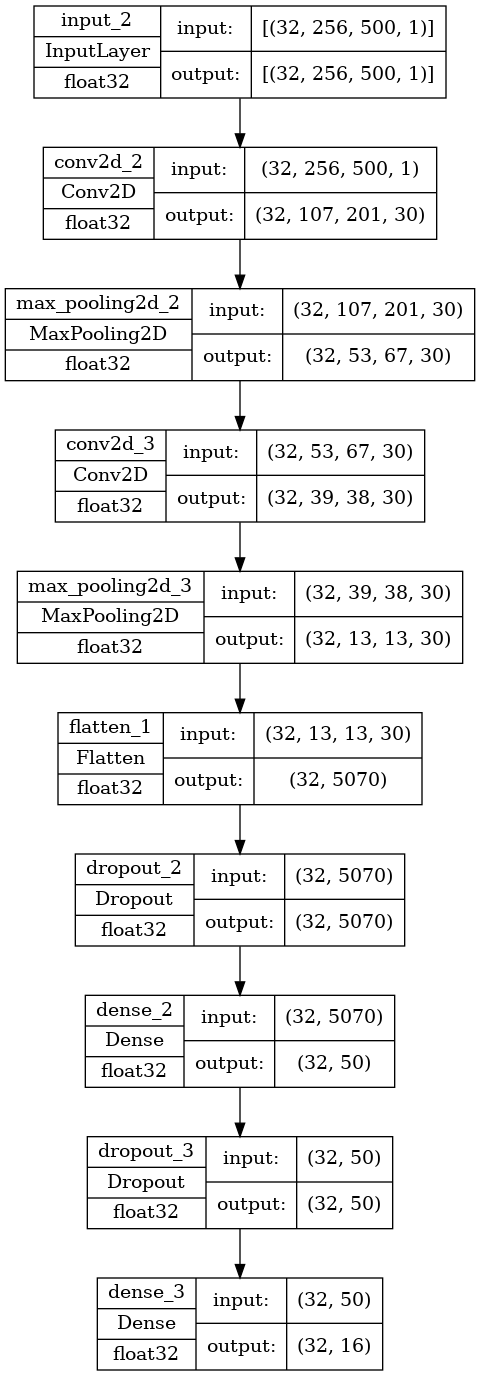 input_2
InputLayer
float32
input:
[(32, 256, 500, 1)]
output:
[(32, 256, 500, 1)]
conv2d_2
Conv2D
float32
input:
(32, 256, 500, 1)
output:
(32, 107, 201, 30)
max_pooling2d_2
MaxPooling2D
float32
input:
(32, 107, 201, 30)
output:
(32, 53, 67, 30)
conv2d_3
Conv2D
float32
input:
(32, 53, 67, 30)
output:
(32, 39, 38, 30)
max_pooling2d_3
MaxPooling2D
float32
input:
(32, 39, 38, 30)
output:
(32, 13, 13, 30)
flatten_1
Flatten
float32
input:
(32, 13, 13, 30)
output:
(32, 5070)
dropout_2
Dropout
float32
input:
(32, 5070)
output:
(32, 5070)
dense_2
Dense
float32
input:
(32, 5070)
output:
(32, 50)
dropout_3
Dropout
float32
input:
(32, 50)
output:
(32, 50)
dense_3
Dense
float32
input:
(32, 50)
output:
(32, 16)